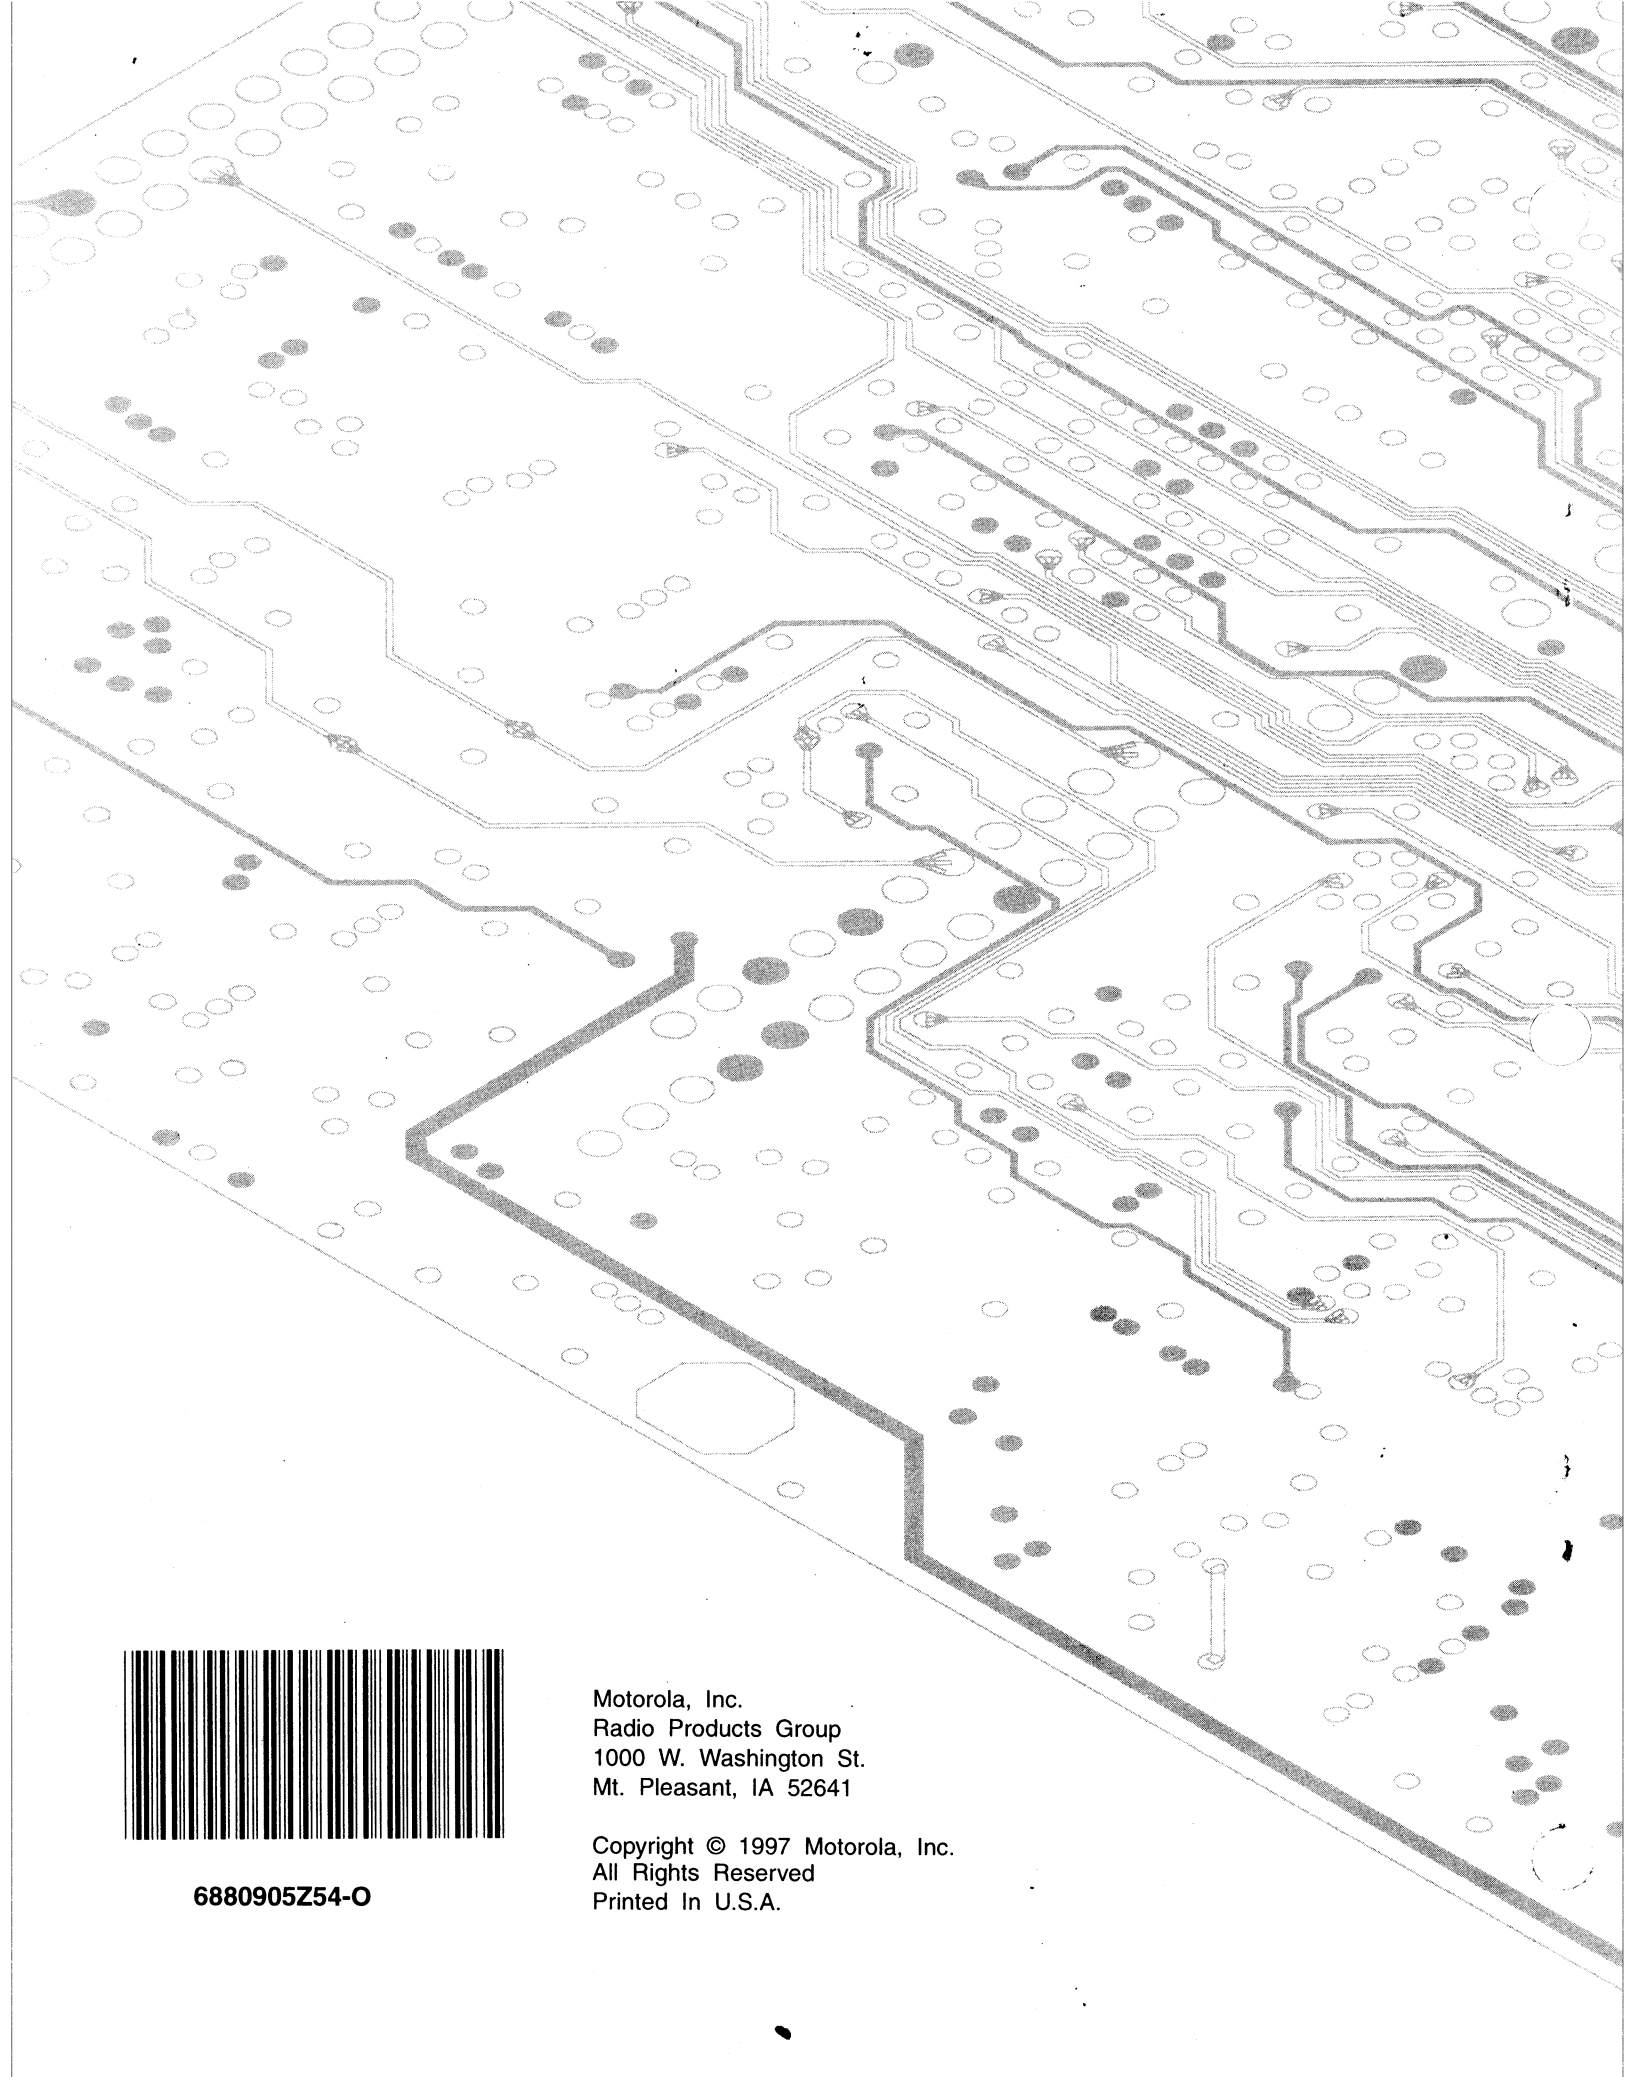 Motorola, Inc.
Radio Products Group
1000 W. Washington St.
Mt. Pleasant, IA 52641
Copyright © 1997 Motorola, Inc.
All Rights Reserved
Printed In U.S.A.
6880905Z54-O